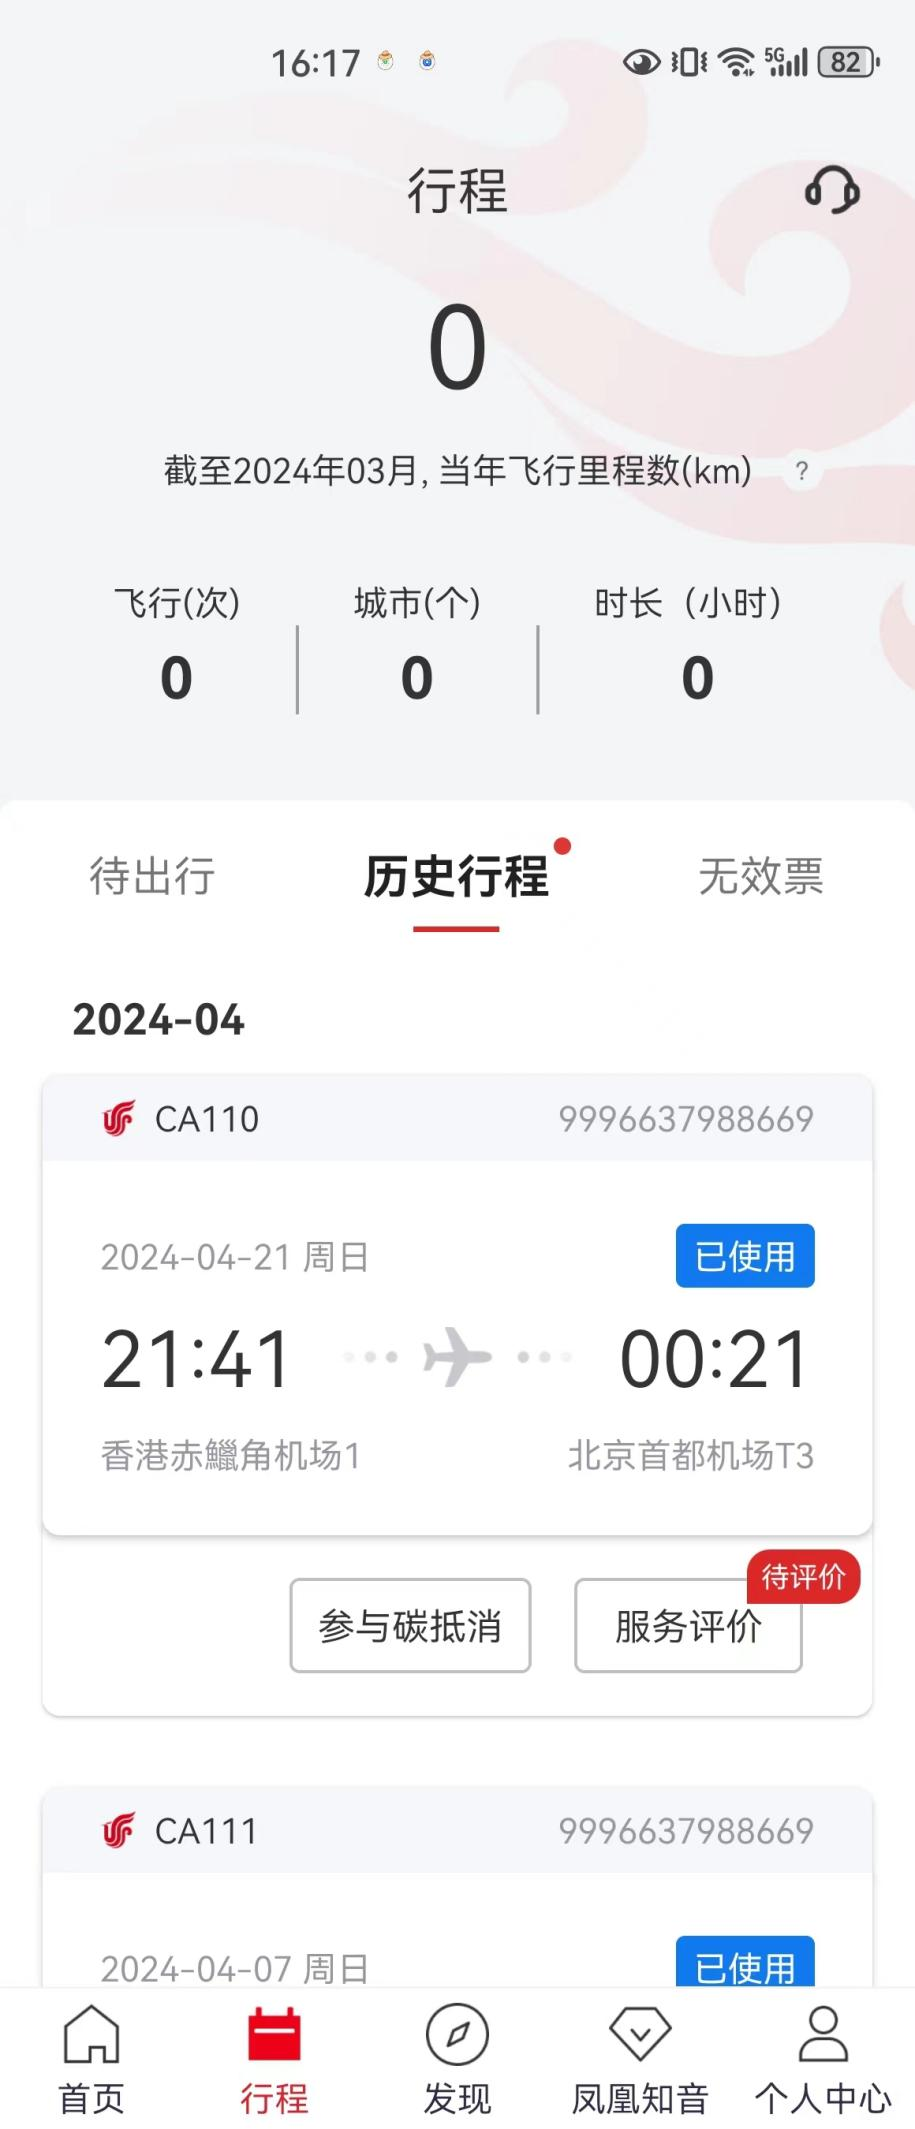 16:17
5G
82
行程
0
截至2024年03月, 当年飞行里程数(km) ?
飞行(次) 城市(个) 时长（小时）
0 0 0
待出行 历史行程 无效票
2024-04
CA110 9996637988669
2024-04-21 周日 已使用
21:41 00:21
香港赤鱲角机场1 北京首都机场T3
待评价
参与碳抵消 服务评价
CA111 9996637988669
2024-04-07 周日 已使用
首页 行程 发现 凤凰知音 个人中心